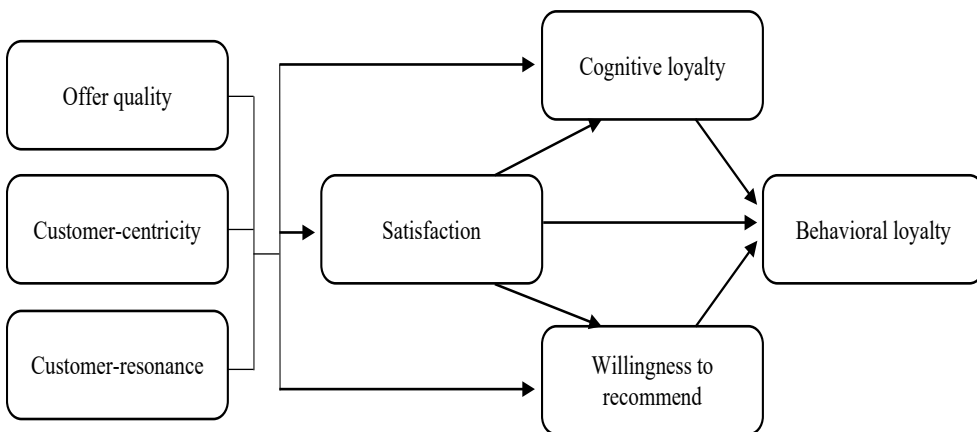 Offer quality
Customer-centricity
Customer-resonance
Satisfaction
Cognitive loyalty
Willingness to
recommend
Behavioral loyalty